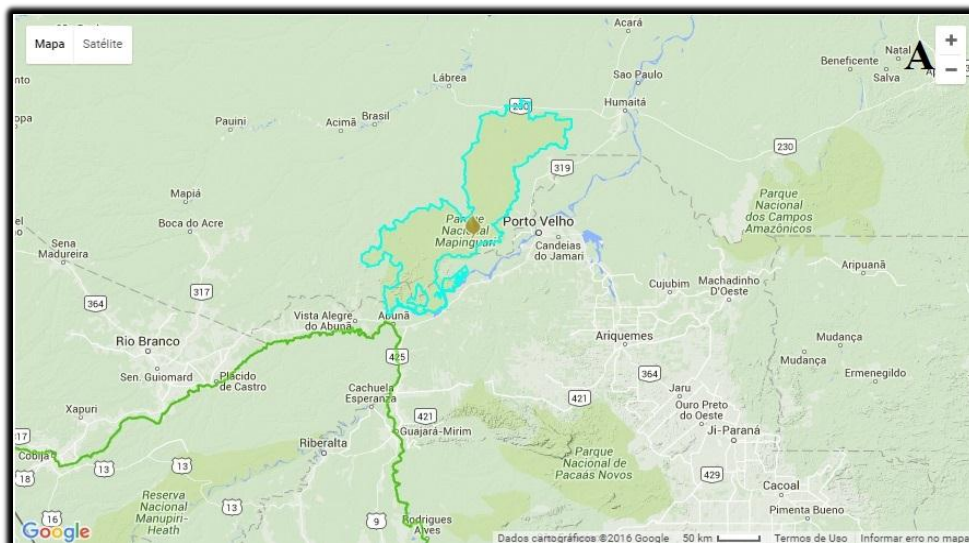 Mapa
Satélite
A
+
−
Acará
Natal
Beneficente
Salva
Sao Paulo
Lábrea
Humaitá
230
Pauini
Acimã
Brasil
319
230
Mapiá
Boca do Acre
Parque
Nacional
dos Campos
Amazônicos
Parque
Nacional
Mapinguari
Porto Velho
Candeias
do Jamari
Sena
Madureira
317
364
Cujubim
Machadinho
D'Oeste
Aripuanã
Vista Alegre
do Abunã
Abunã
Rio Branco
Ariquemes
Mudança
Mudança
Sen. Guiomard
Plácido
de Castro
425
364
Ermenegildo
Cachuela
Esperanza
421
Jaru
Ouro Preto
do Oeste
Xapuri
421
Guajará-Mirim
Ji-Paraná
317
Cobija
Riberalta
18
13
13
13
Parque
Nacional de
Pacaás Novos
429
Cacoal
Reserva
Nacional
Manuripi-
Heath
16
9
Rodrigues
Alves
Pimenta Bueno
Google
Dados cartográficos ©2016 Google
50 km
Termos de Uso
Informar erro no mapa